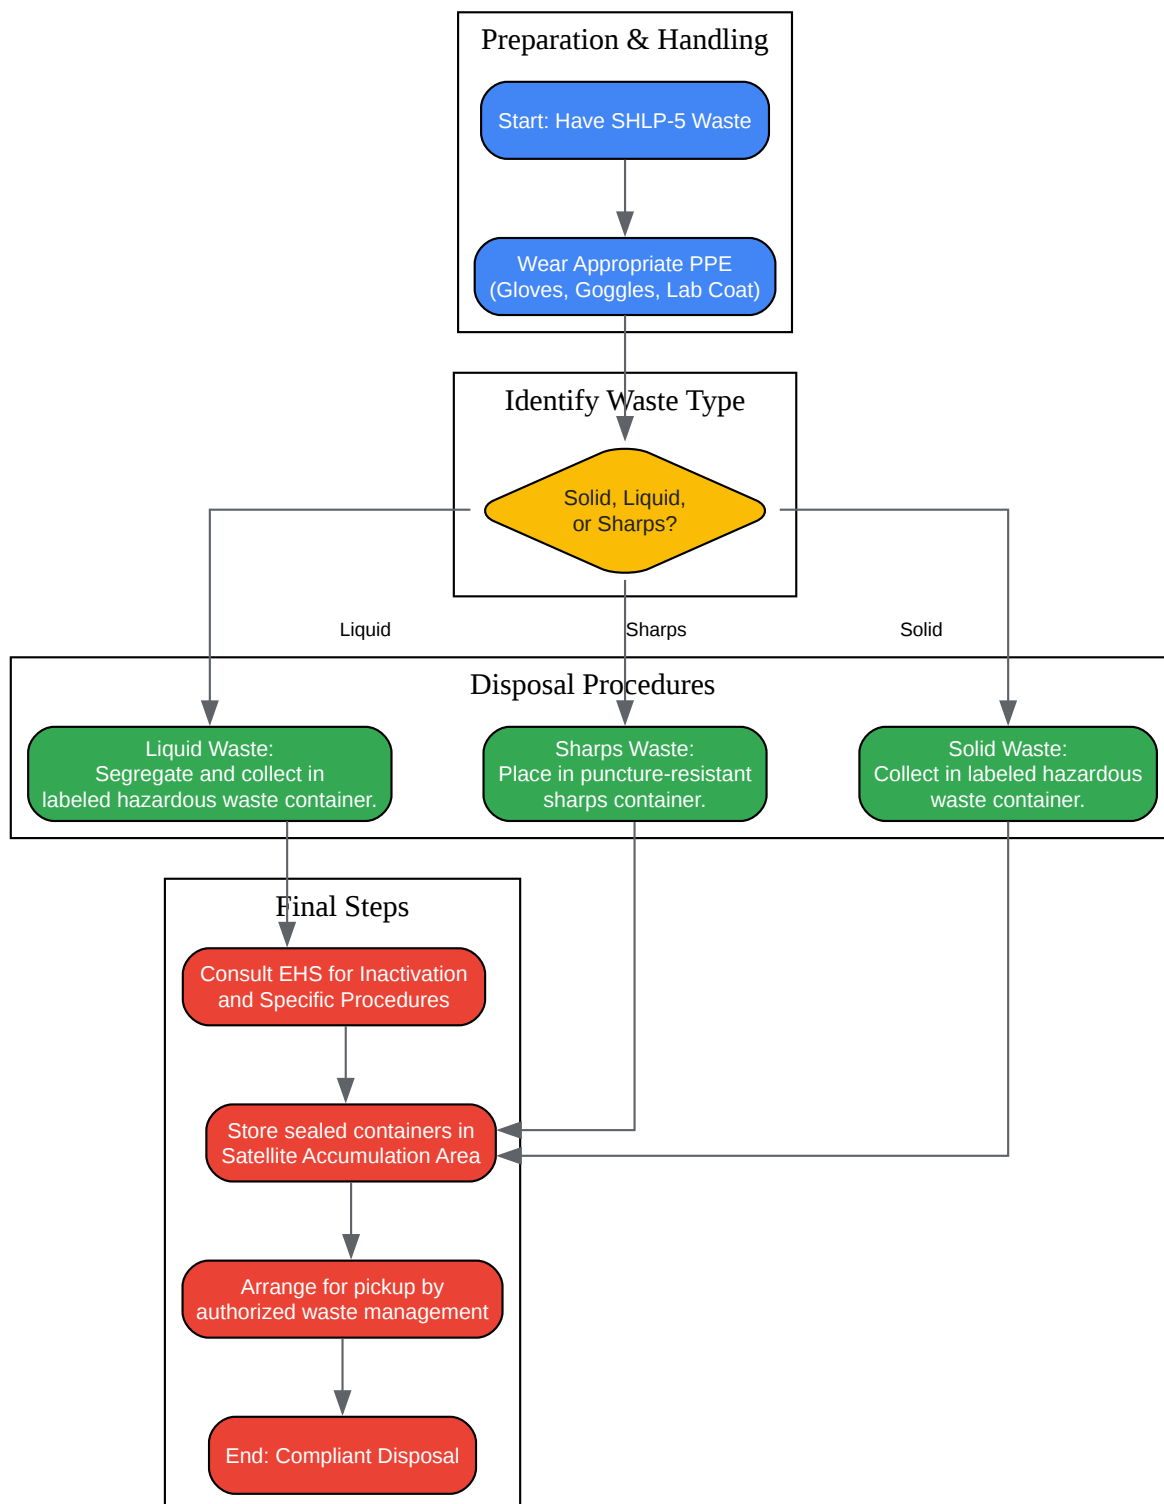 Preparation & Handling
Start: Have SHLP-5 Waste
Wear Appropriate PPE
(Gloves, Goggles, Lab Coat)
Identify Waste Type
Solid, Liquid,
or Sharps?
Liquid
Sharps
Solid
Disposal Procedures
Liquid Waste:
Segregate and collect in
labeled hazardous waste container.
Sharps Waste:
Place in puncture-resistant
sharps container.
Solid Waste:
Collect in labeled hazardous
waste container.
Final Steps
Consult EHS for Inactivation
and Specific Procedures
Store sealed containers in
Satellite Accumulation Area
Arrange for pickup by
authorized waste management
End: Compliant Disposal